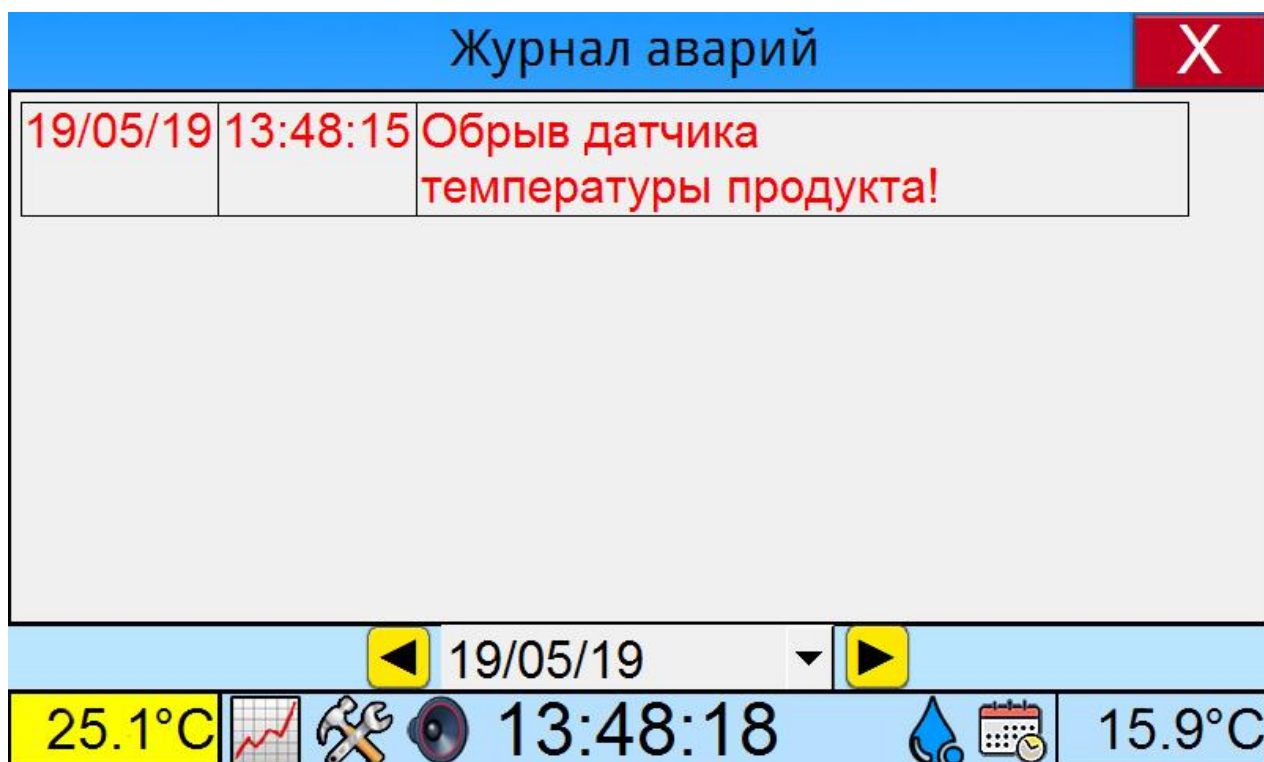 Журнал аварий X
19/05/19 13:48:15 Обрыв датчика
температуры продукта!
19/05/19
25.1°C 13:48:18 15.9°C